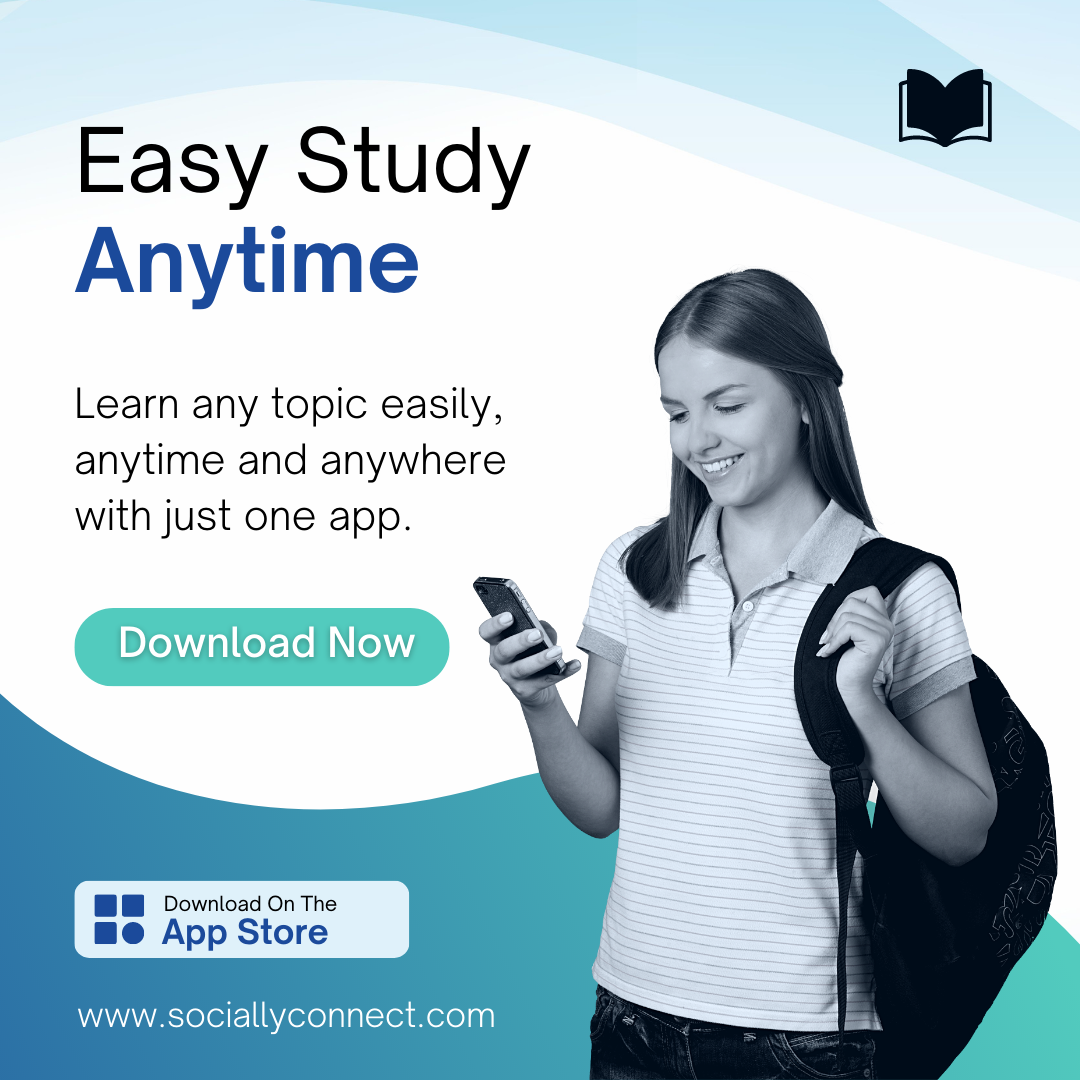 Easy Study
Anytime
Learn any topic easily,
anytime and anywhere
with just one app.
Download Now
Download On The
App Store
www.sociallyconnect.com